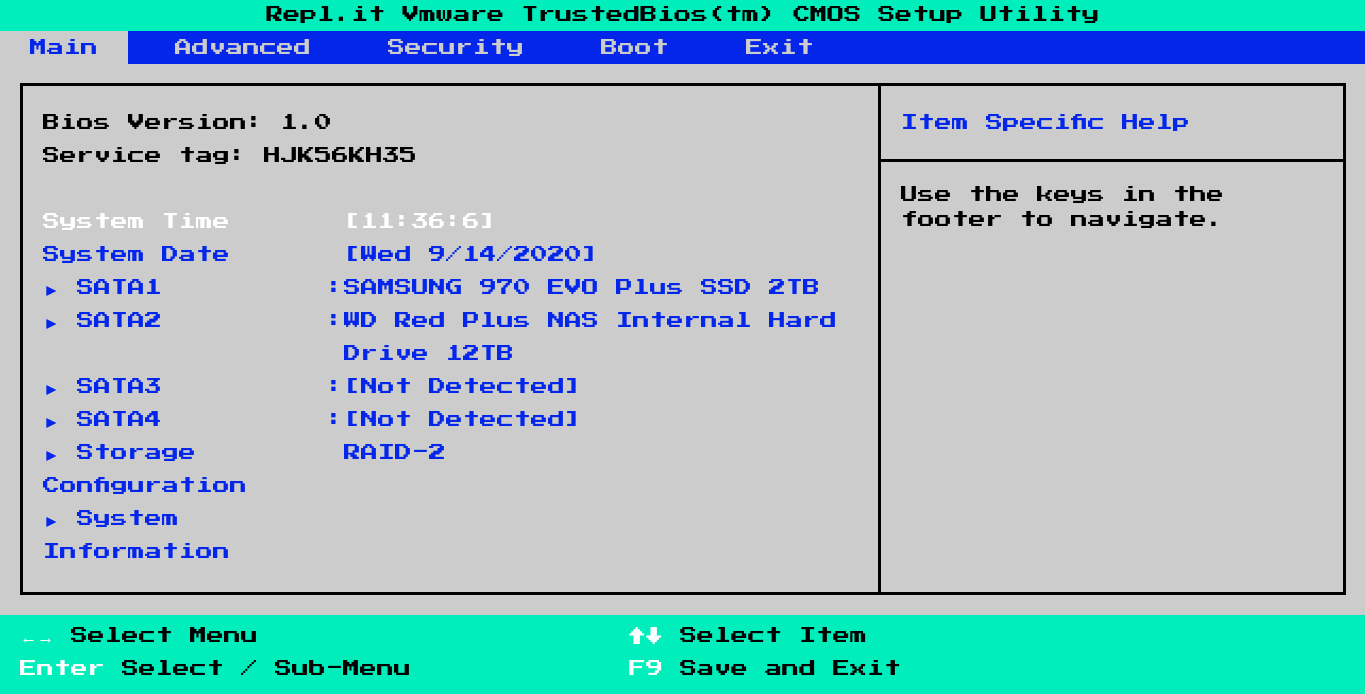 Repl.it Vmware TrustedBios(tm) CMOS Setup Utility
Main Advanced Security Boot Exit
Bios Version: 1.0
Service tag: HJK56KH35
System Time [11:36:6]
System Date [Wed 9/14/2020]
▶ SATA1 :SAMSUNG 970 EVO Plus SSD 2TB
▶ SATA2 :WD Red Plus NAS Internal Hard
Drive 12TB
▶ SATA3 :[Not Detected]
▶ SATA4 :[Not Detected]
▶ Storage RAID-2
Configuration
▶ System
Information
Item Specific Help
Use the keys in the
footer to navigate.
←→ Select Menu
Enter Select / Sub-Menu
⬆⬇ Select Item
F9 Save and Exit